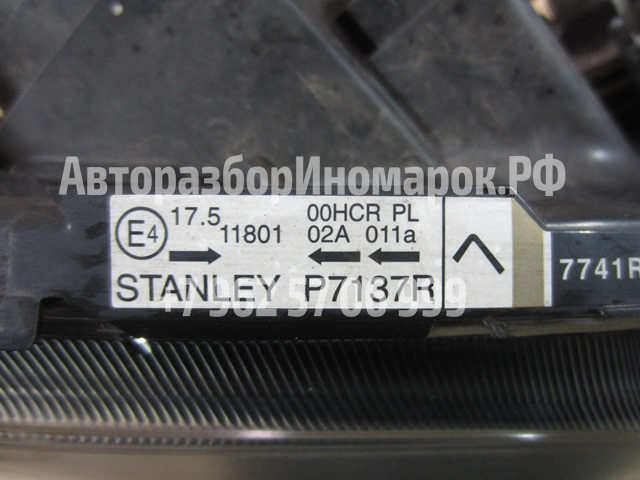 АвторазборИномарок.РФ
E4 17.5 00HCR PL
11801 02A 011a
STANLEY P7137R
7741R